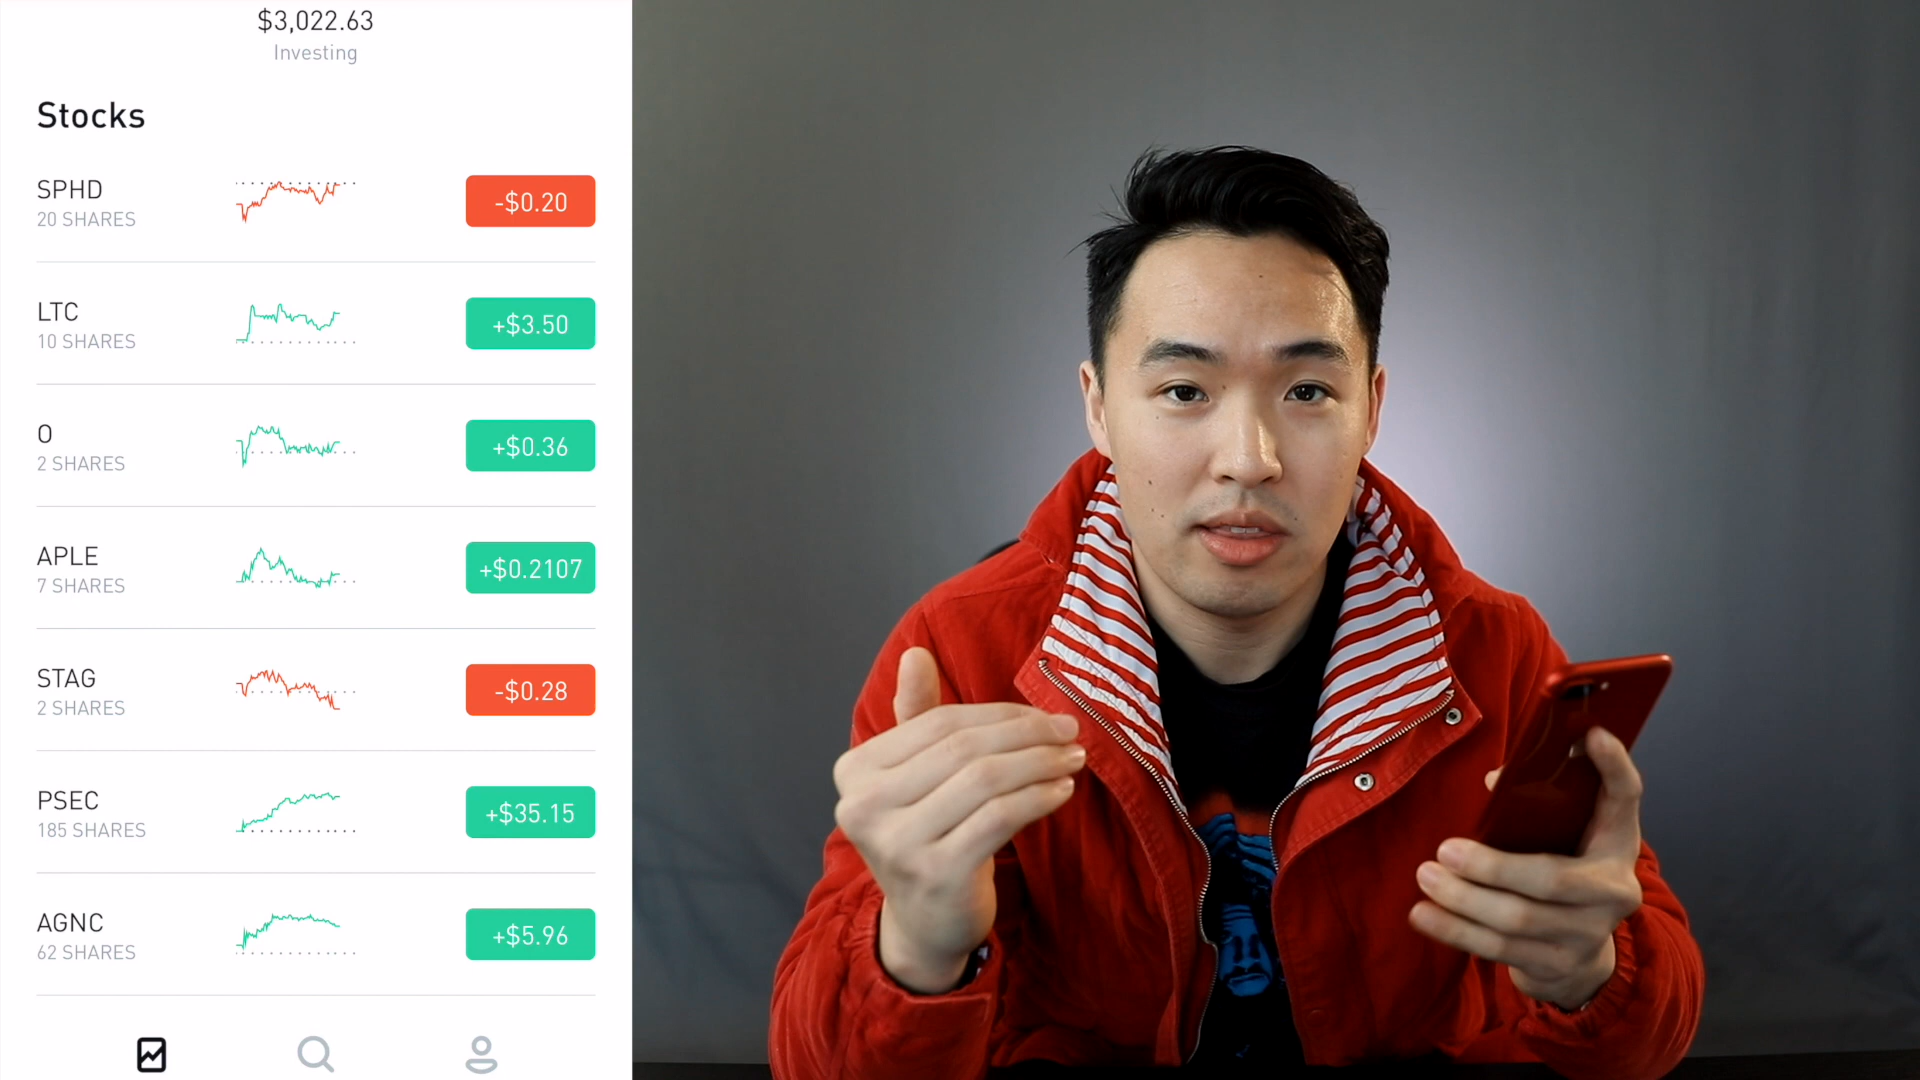 $3,022.63
Investing
Stocks
SPHD
20 SHARES
-$0.20
LTC
10 SHARES
+$3.50
O
2 SHARES
+$0.36
APLE
7 SHARES
+$0.2107
STAG
2 SHARES
-$0.28
PSEC
185 SHARES
+$35.15
AGNC
62 SHARES
+$5.96